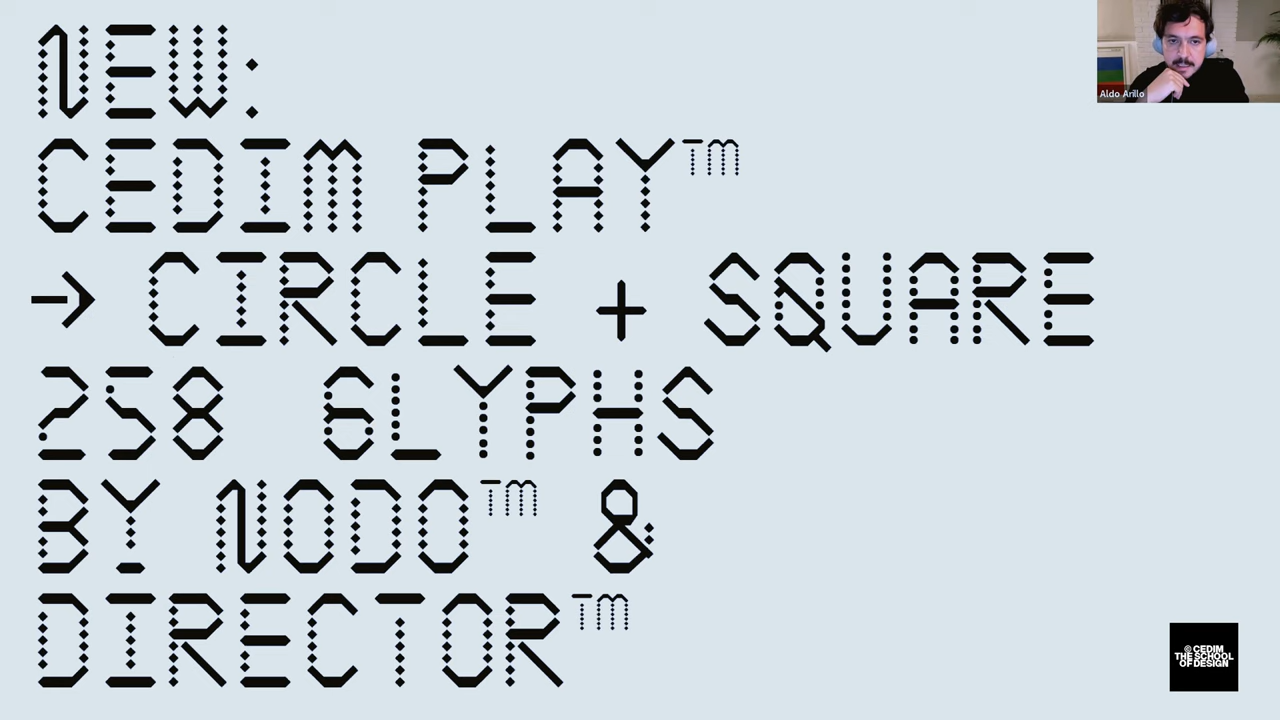 NEW:
CEDIM PLAY™
→ CIRCLE + SQUARE
258 GLYPHS
BY NODO™ &
DIRECTOR™
Aldo Arillo
@ CEDIM
THE SCHOOL
OF DESIGN